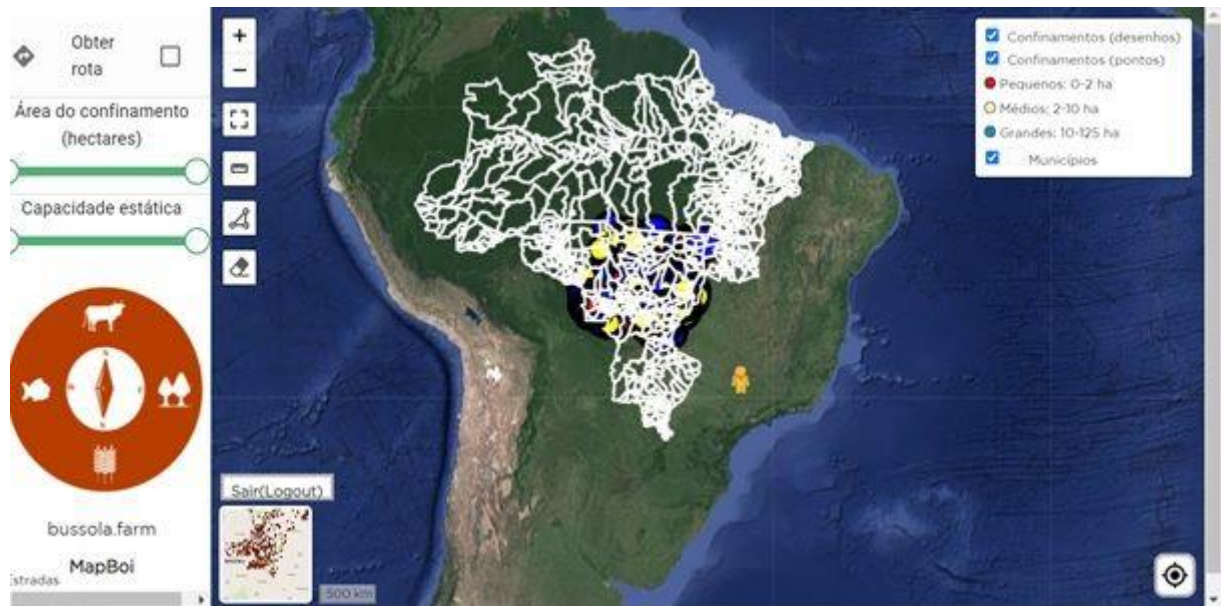 Obter
rota
Área do confinamento
(hectares)
Capacidade estática
bussola.farm
MapBoi
Estradas
+
−
Sair(Logout)
500 km
Confinamentos (desenhos)
Confinamentos (pontos)
Pequenos: 0-2 ha
Médios: 2-10 ha
Grandes: 10-125 ha
Municípios